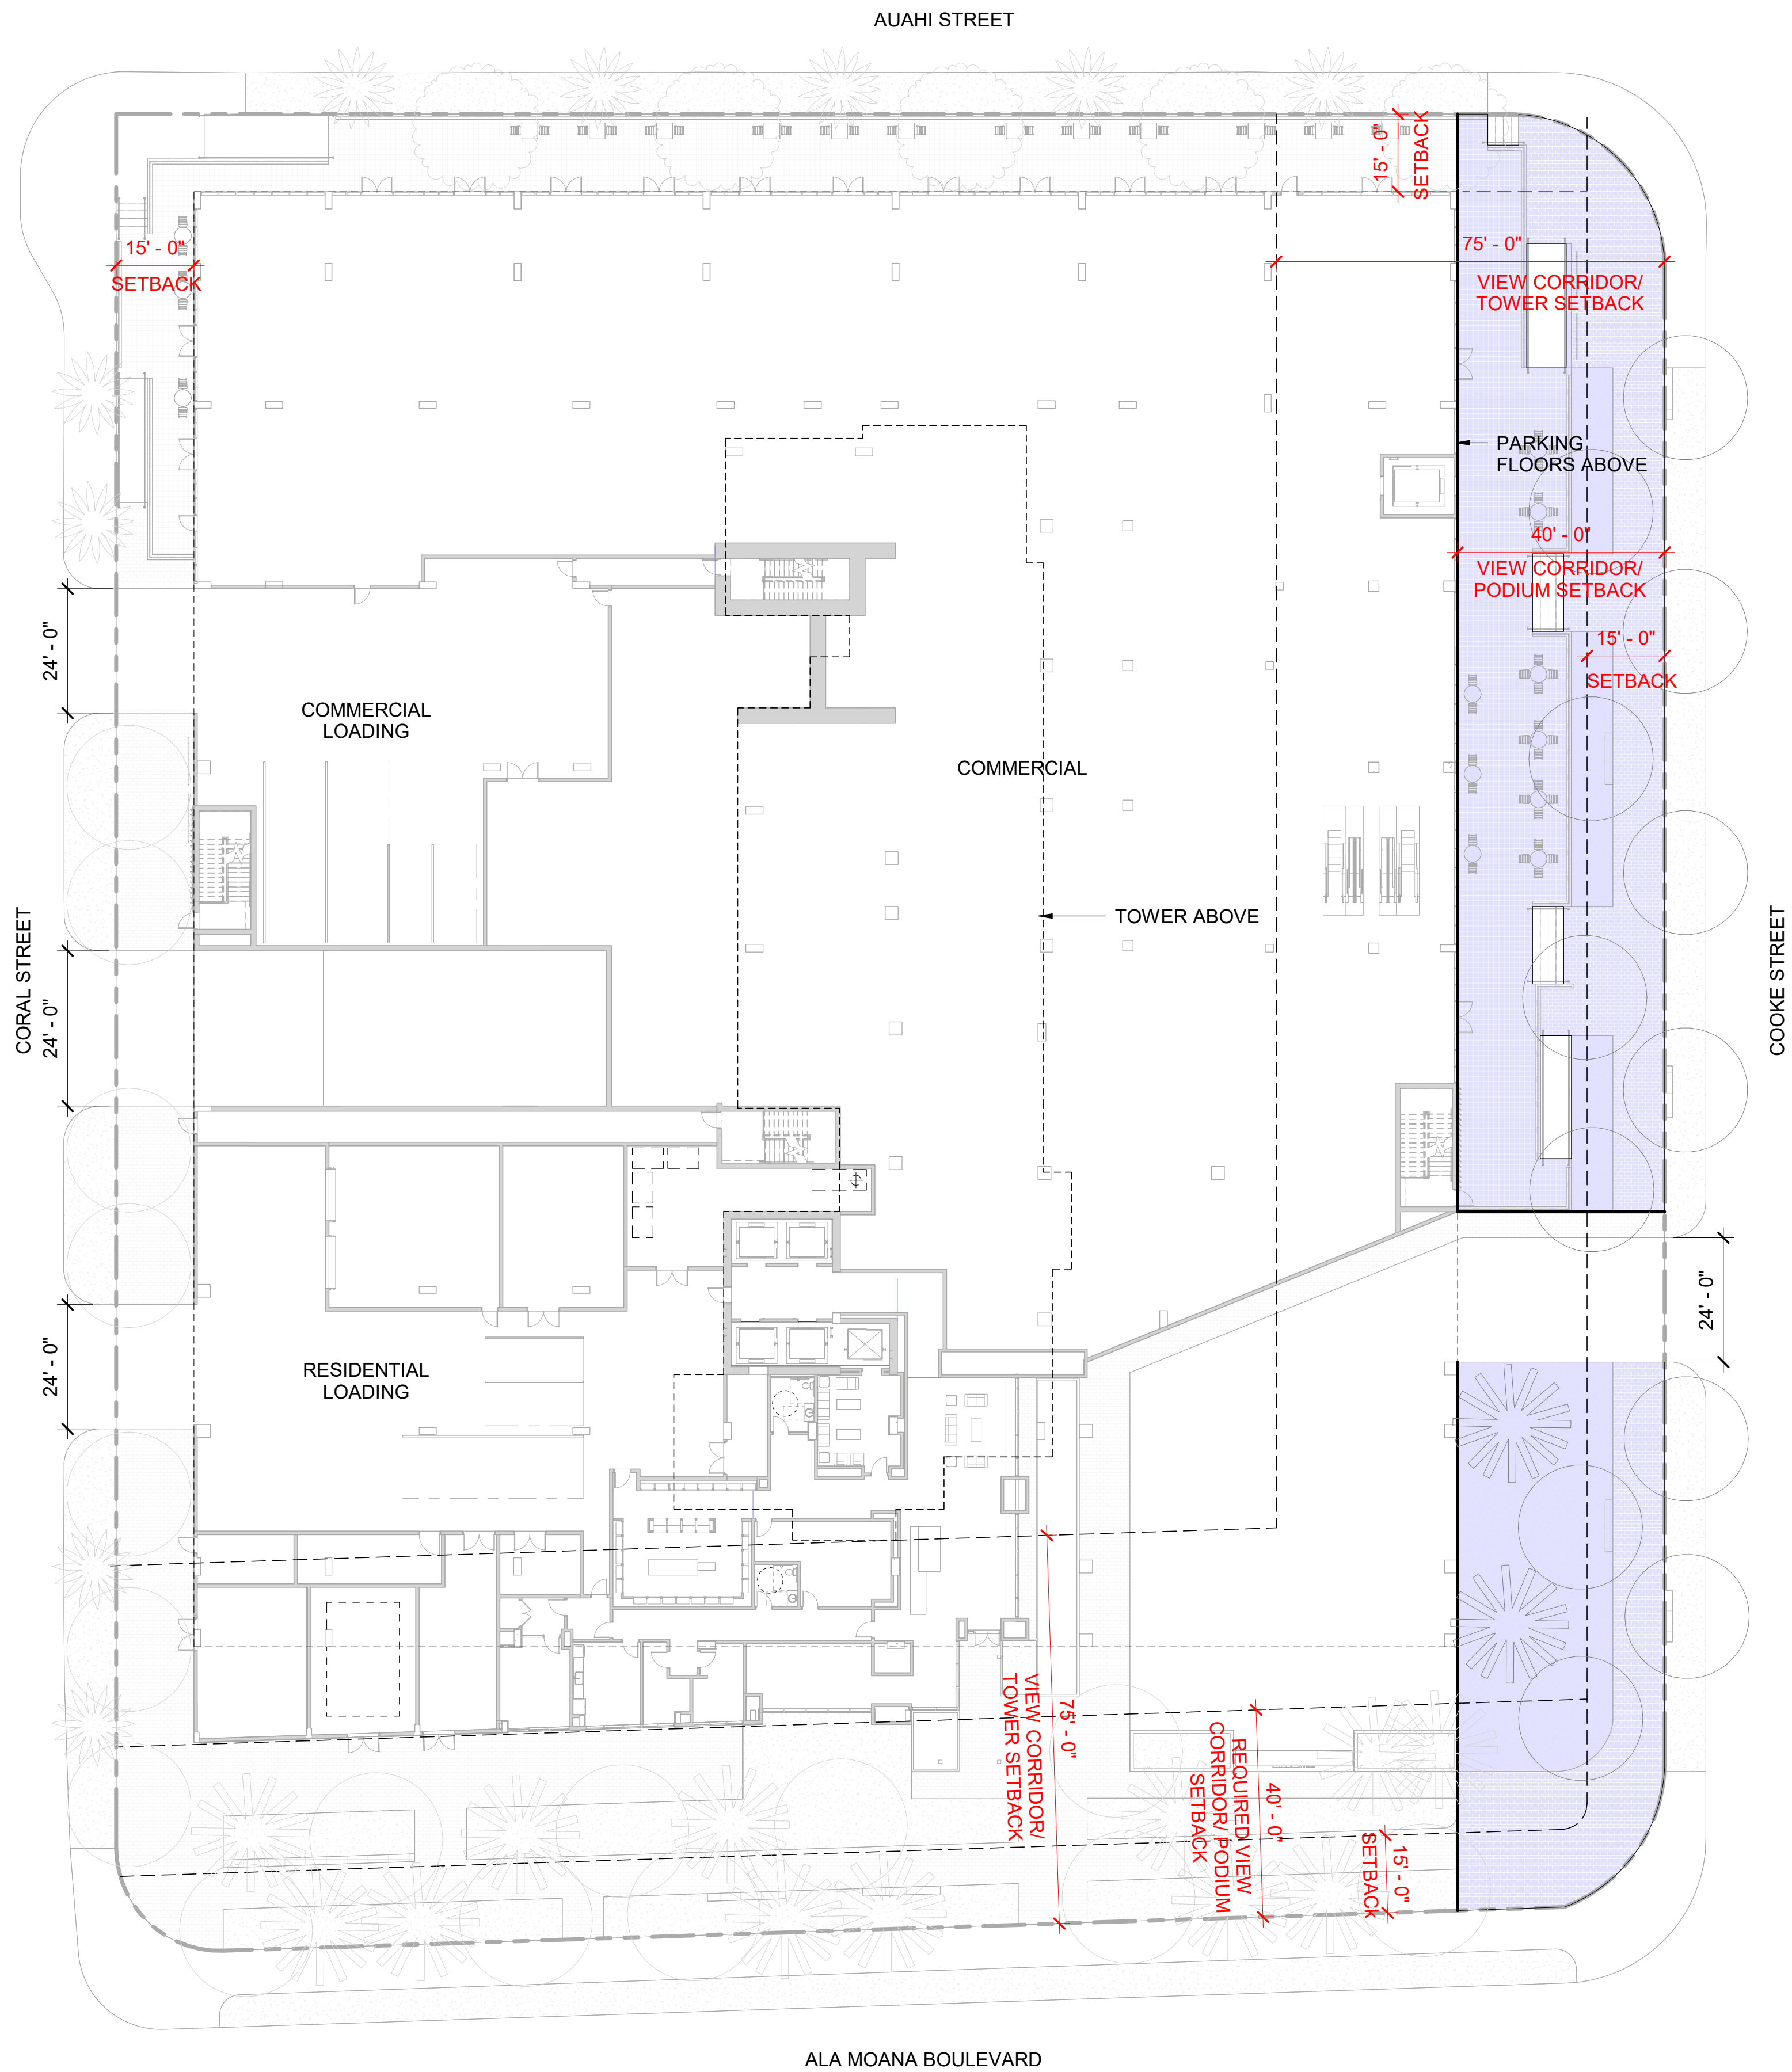 AUAHI STREET
15' - 0"
SETBACK
15' - 0"
SETBACK
75' - 0"
VIEW CORRIDOR/
TOWER SETBACK
PARKING
FLOORS ABOVE
40' - 0"
VIEW CORRIDOR/
PODIUM SETBACK
15' - 0"
SETBACK
24' - 0"
COMMERCIAL
LOADING
COMMERCIAL
TOWER ABOVE
CORAL STREET
24' - 0"
COOKE STREET
24' - 0"
RESIDENTIAL
LOADING
24' - 0"
75' - 0"
VIEW CORRIDOR/
TOWER SETBACK
40' - 0"
REQUIRED VIEW
CORRIDOR/ PODIUM
SETBACK
15' - 0"
SETBACK
ALA MOANA BOULEVARD